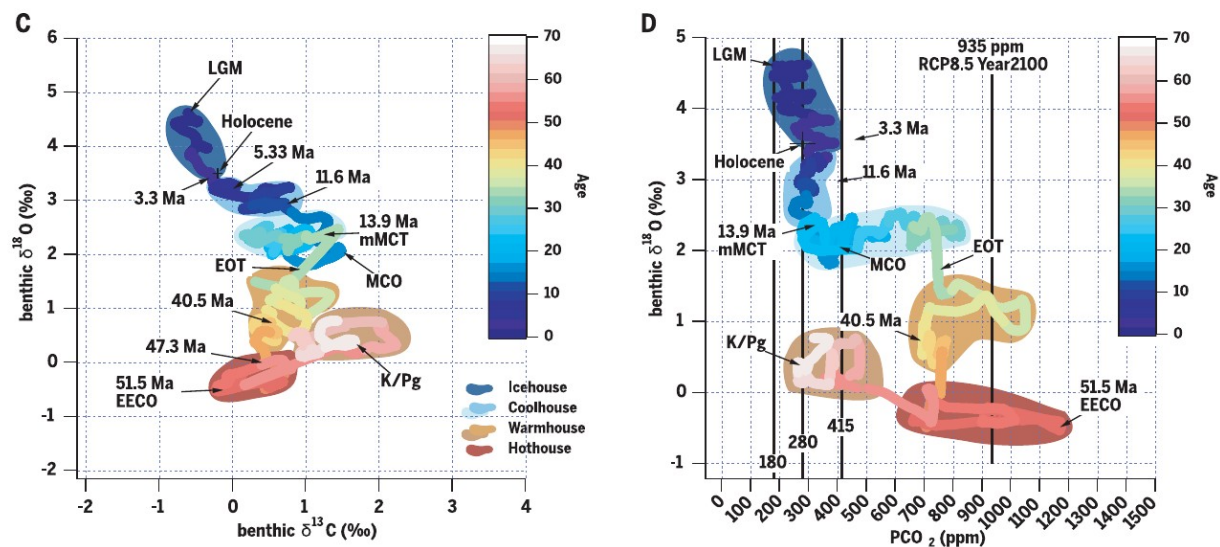 C
6
5
4
3
2
1
0
-1
-2
benthic δ18O (‰)
-2
-1
0
1
2
3
4
benthic δ13C (‰)
LGM
Holocene
5.33 Ma
3.3 Ma
11.6 Ma
13.9 Ma
mMCT
EOT
MCO
40.5 Ma
47.3 Ma
K/Pg
51.5 Ma
EECO
Icehouse
Coolhouse
Warmhouse
Hothouse
70
60
50
40
30
20
10
0
Age
D
5
4
3
2
1
0
-1
benthic δ18O (‰)
0
100
200
300
400
500
600
700
800
900
1000
1100
1200
1300
1400
1500
PCO2 (ppm)
935 ppm
RCP8.5 Year2100
LGM
3.3 Ma
Holocene
11.6 Ma
13.9 Ma
mMCT
MCO
EOT
40.5 Ma
K/Pg
51.5 Ma
EECO
415
280
180
70
60
50
40
30
20
10
0
Age